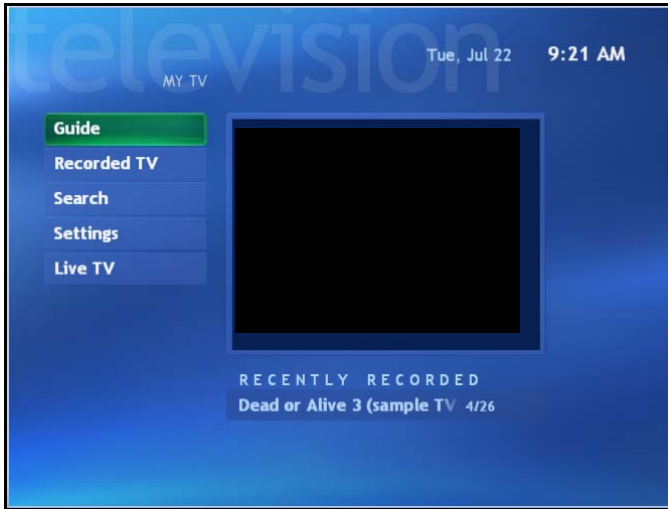 television
Tue, Jul 22 9:21 AM
MY TV
Guide
Recorded TV
Search
Settings
Live TV
RECENTLY RECORDED
Dead or Alive 3 (sample TV 4/26